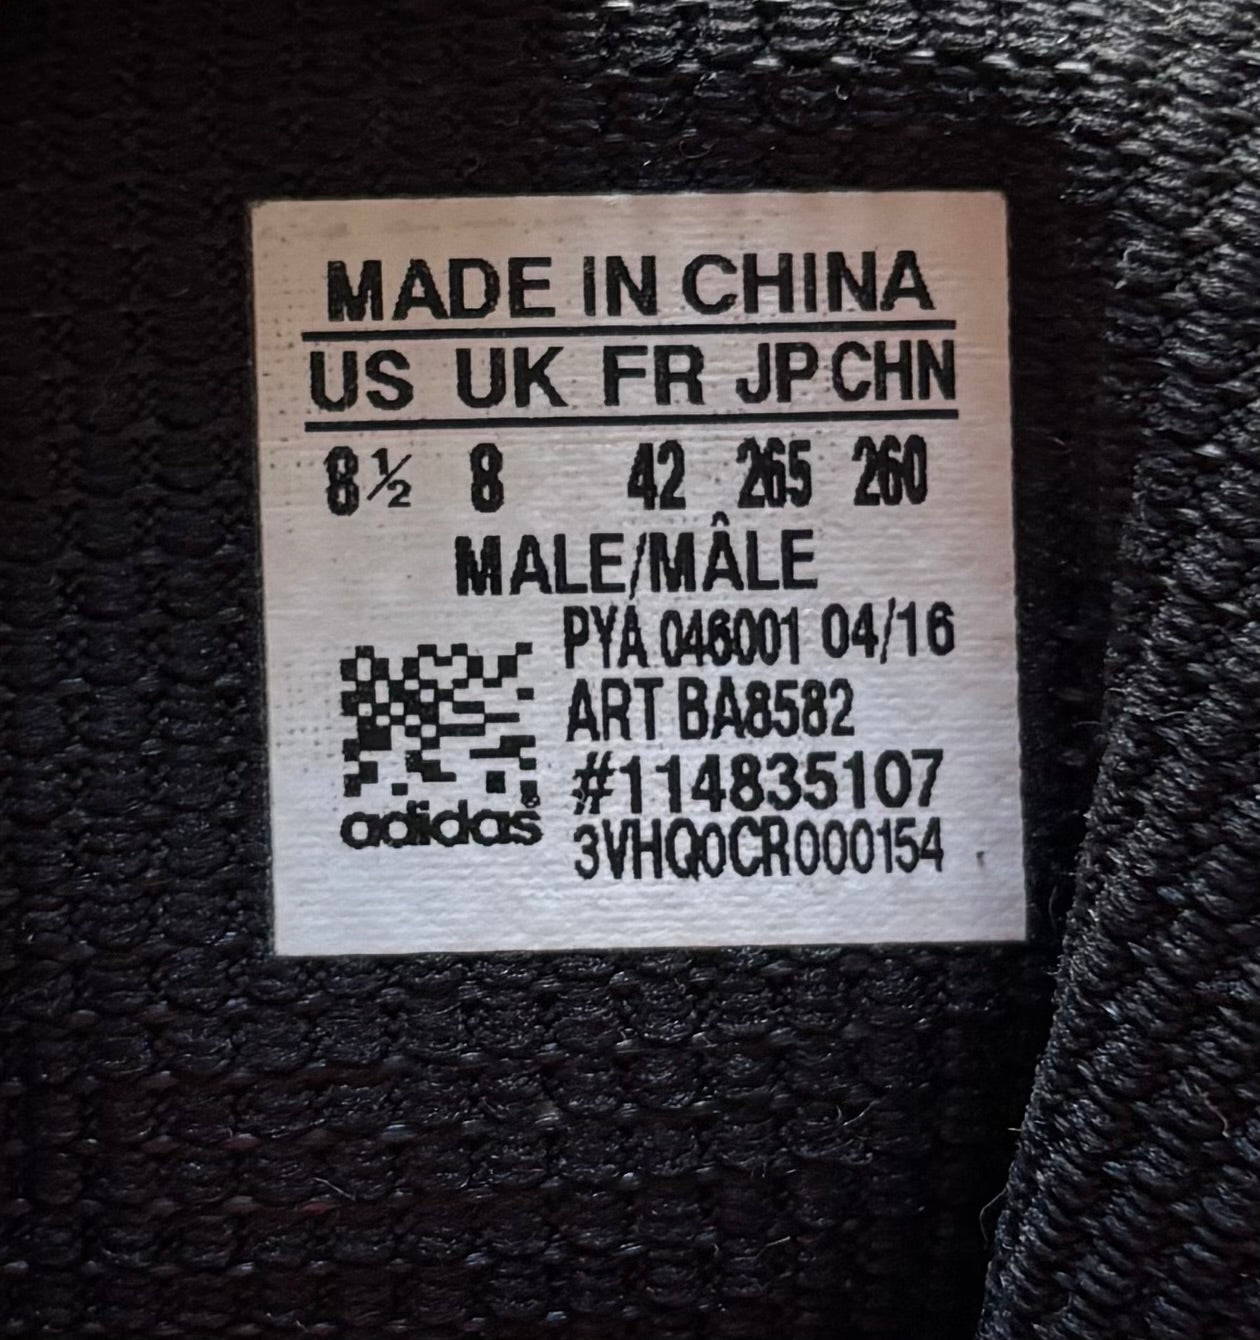 MADE IN CHINA
US UK FR JP CHN
8½ 8 42 265 260
MALE/MÂLE
PYA 046001 04/16
ART BA8582
#114835107
3VHQ0CR000154
adidas®